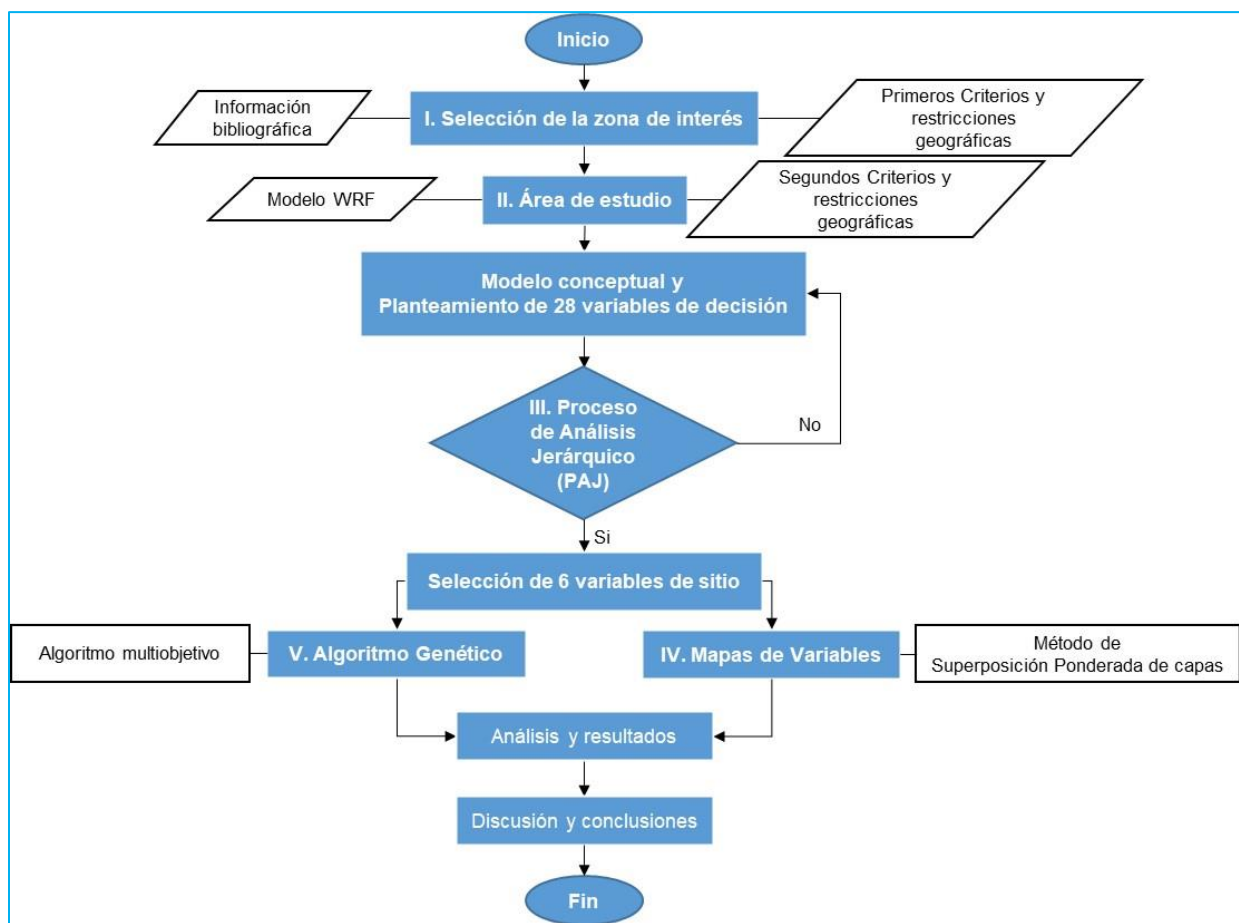 Inicio
Información
bibliográfica
I. Selección de la zona de interés
Primeros Criterios y
restricciones
geográficas
Modelo WRF
II. Área de estudio
Segundos Criterios y
restricciones
geográficas
Modelo conceptual y
Planteamiento de 28 variables de decisión
III. Proceso
de Análisis
Jerárquico
(PAJ)
No
Si
Selección de 6 variables de sitio
Algoritmo multiobjetivo
V. Algoritmo Genético
IV. Mapas de Variables
Método de
Superposición Ponderada de capas
Análisis y resultados
Discusión y conclusiones
Fin